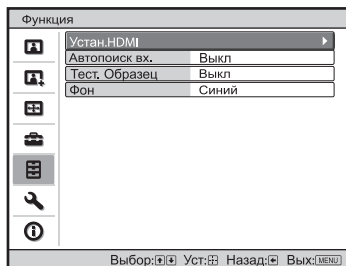 Функция
Устан.HDMI
Автопоиск вх. Выкл
Тест. Образец Выкл
Фон Синий
Выбор: Уст: Назад: Вых:MENU